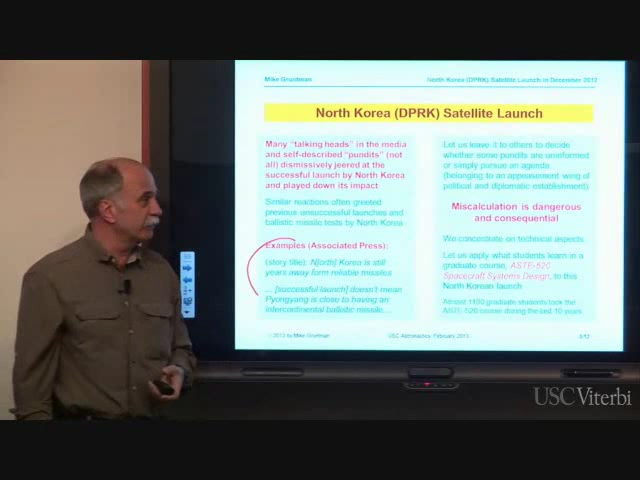 Mike Gruntman
North Korea (DPRK) Satellite Launch in December 2012
North Korea (DPRK) Satellite Launch
Many "talking heads" in the media
and self-described "pundits" (not
all) dismissively jeered at the
successful launch by North Korea
and played down its impact
Similar reactions often greeted
previous unsuccessful launches and
ballistic missile tests by North Korea
Examples (Associated Press):
(story title): N[orth] Korea is still
years away form reliable missiles
... [successful launch] doesn't mean
Pyongyang is close to having an
intercontinental ballistic missile...
Let us leave it to others to decide
whether some pundits are uninformed
or simply pursue an agenda
(belonging to an appeasement wing of
political and diplomatic establishment)
Miscalculation is dangerous
and consequential
We concentrate on technical aspects
Let us apply what students learn in a
graduate course, ASTE-520
Spacecraft Systems Design, to this
North Korean launch
Almost 1100 graduate students took the
ASTE-520 course during the last 10 years
© 2013 by Mike Gruntman
USC Astronautics, February 2013
USC Viterbi